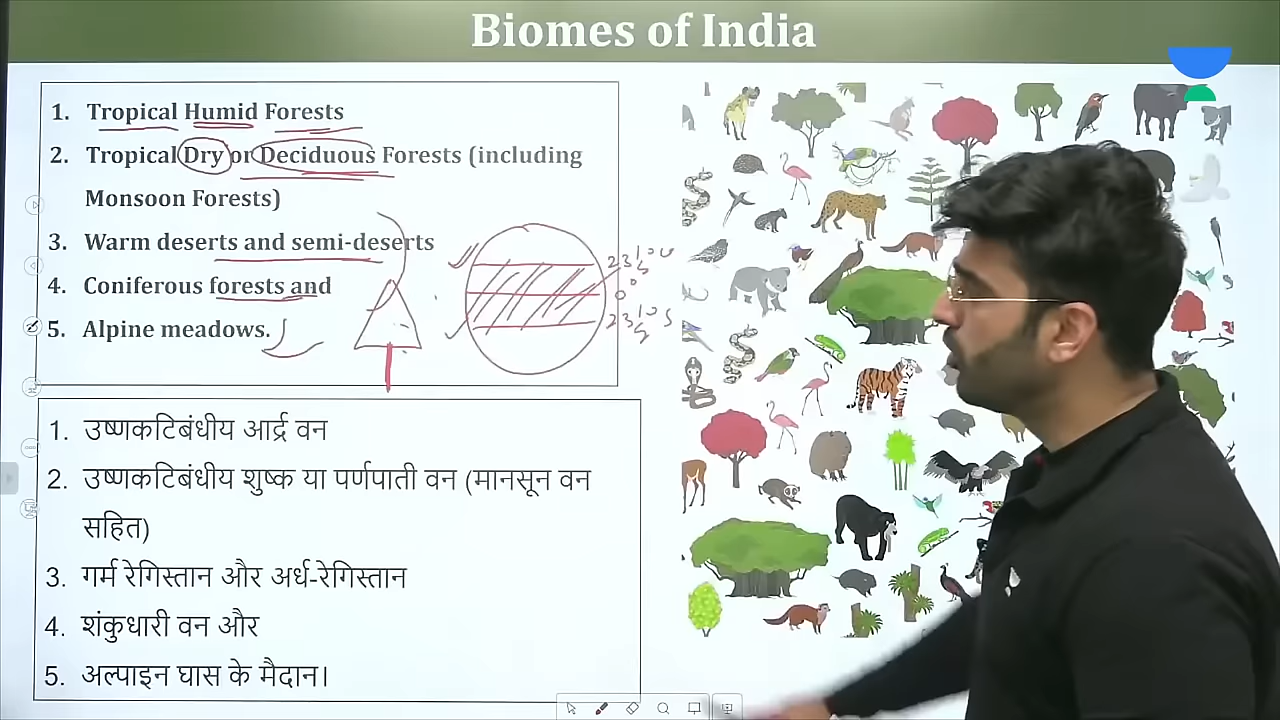 Biomes of India
1. Tropical Humid Forests
2. Tropical Dry or Deciduous Forests (including
Monsoon Forests)
3. Warm deserts and semi-deserts
4. Coniferous forests and
5. Alpine meadows.
0°
1. उष्णकटिबंधीय आर्द्र वन
2. उष्णकटिबंधीय शुष्क या पर्णपाती वन (मानसून वन
सहित)
3. गर्म रेगिस्तान और अर्ध-रेगिस्तान
4. शंकुधारी वन और
5. अल्पाइन घास के मैदान।